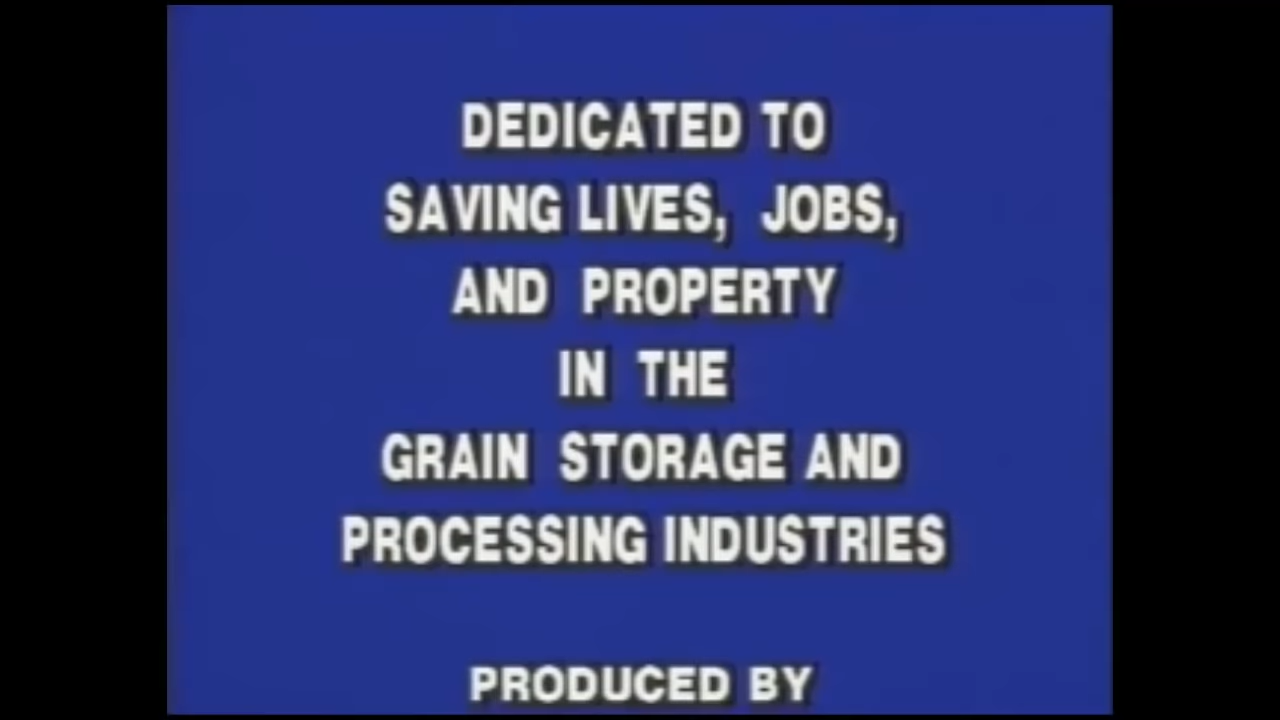 DEDICATED TO
SAVING LIVES, JOBS,
AND PROPERTY
IN THE
GRAIN STORAGE AND
PROCESSING INDUSTRIES
PRODUCED BY